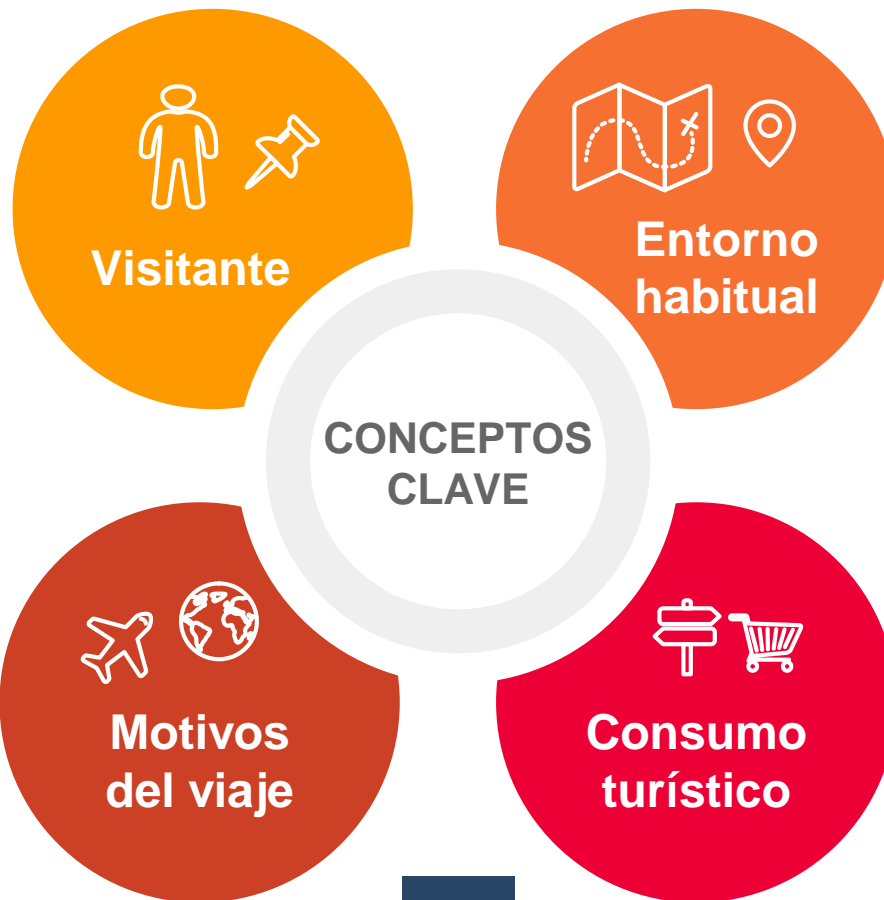 Visitante
Entorno
habitual
CONCEPTOS
CLAVE
Motivos
del viaje
Consumo
turístico